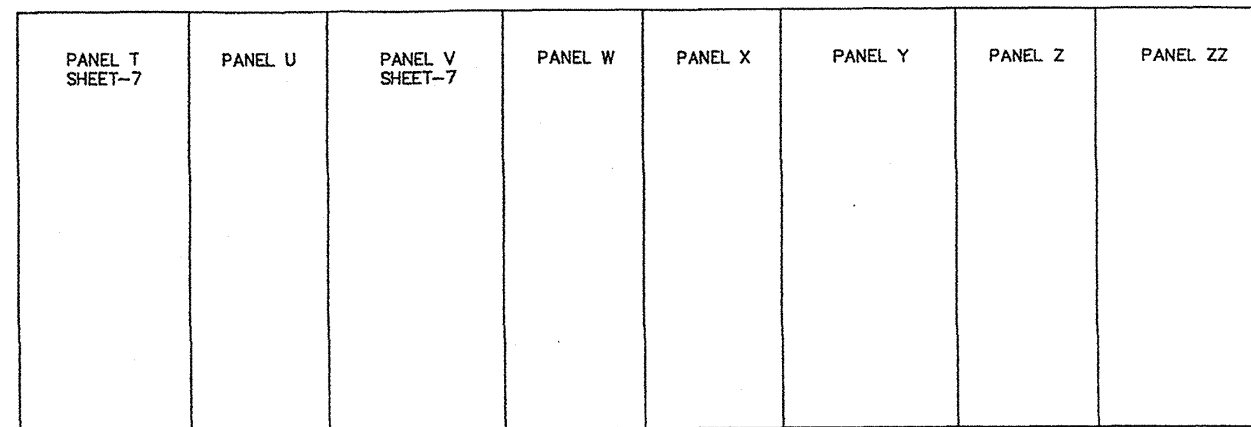 PANEL T
SHEET-7
PANEL U
PANEL V
SHEET-7
PANEL W
PANEL X
PANEL Y
PANEL Z
PANEL ZZ